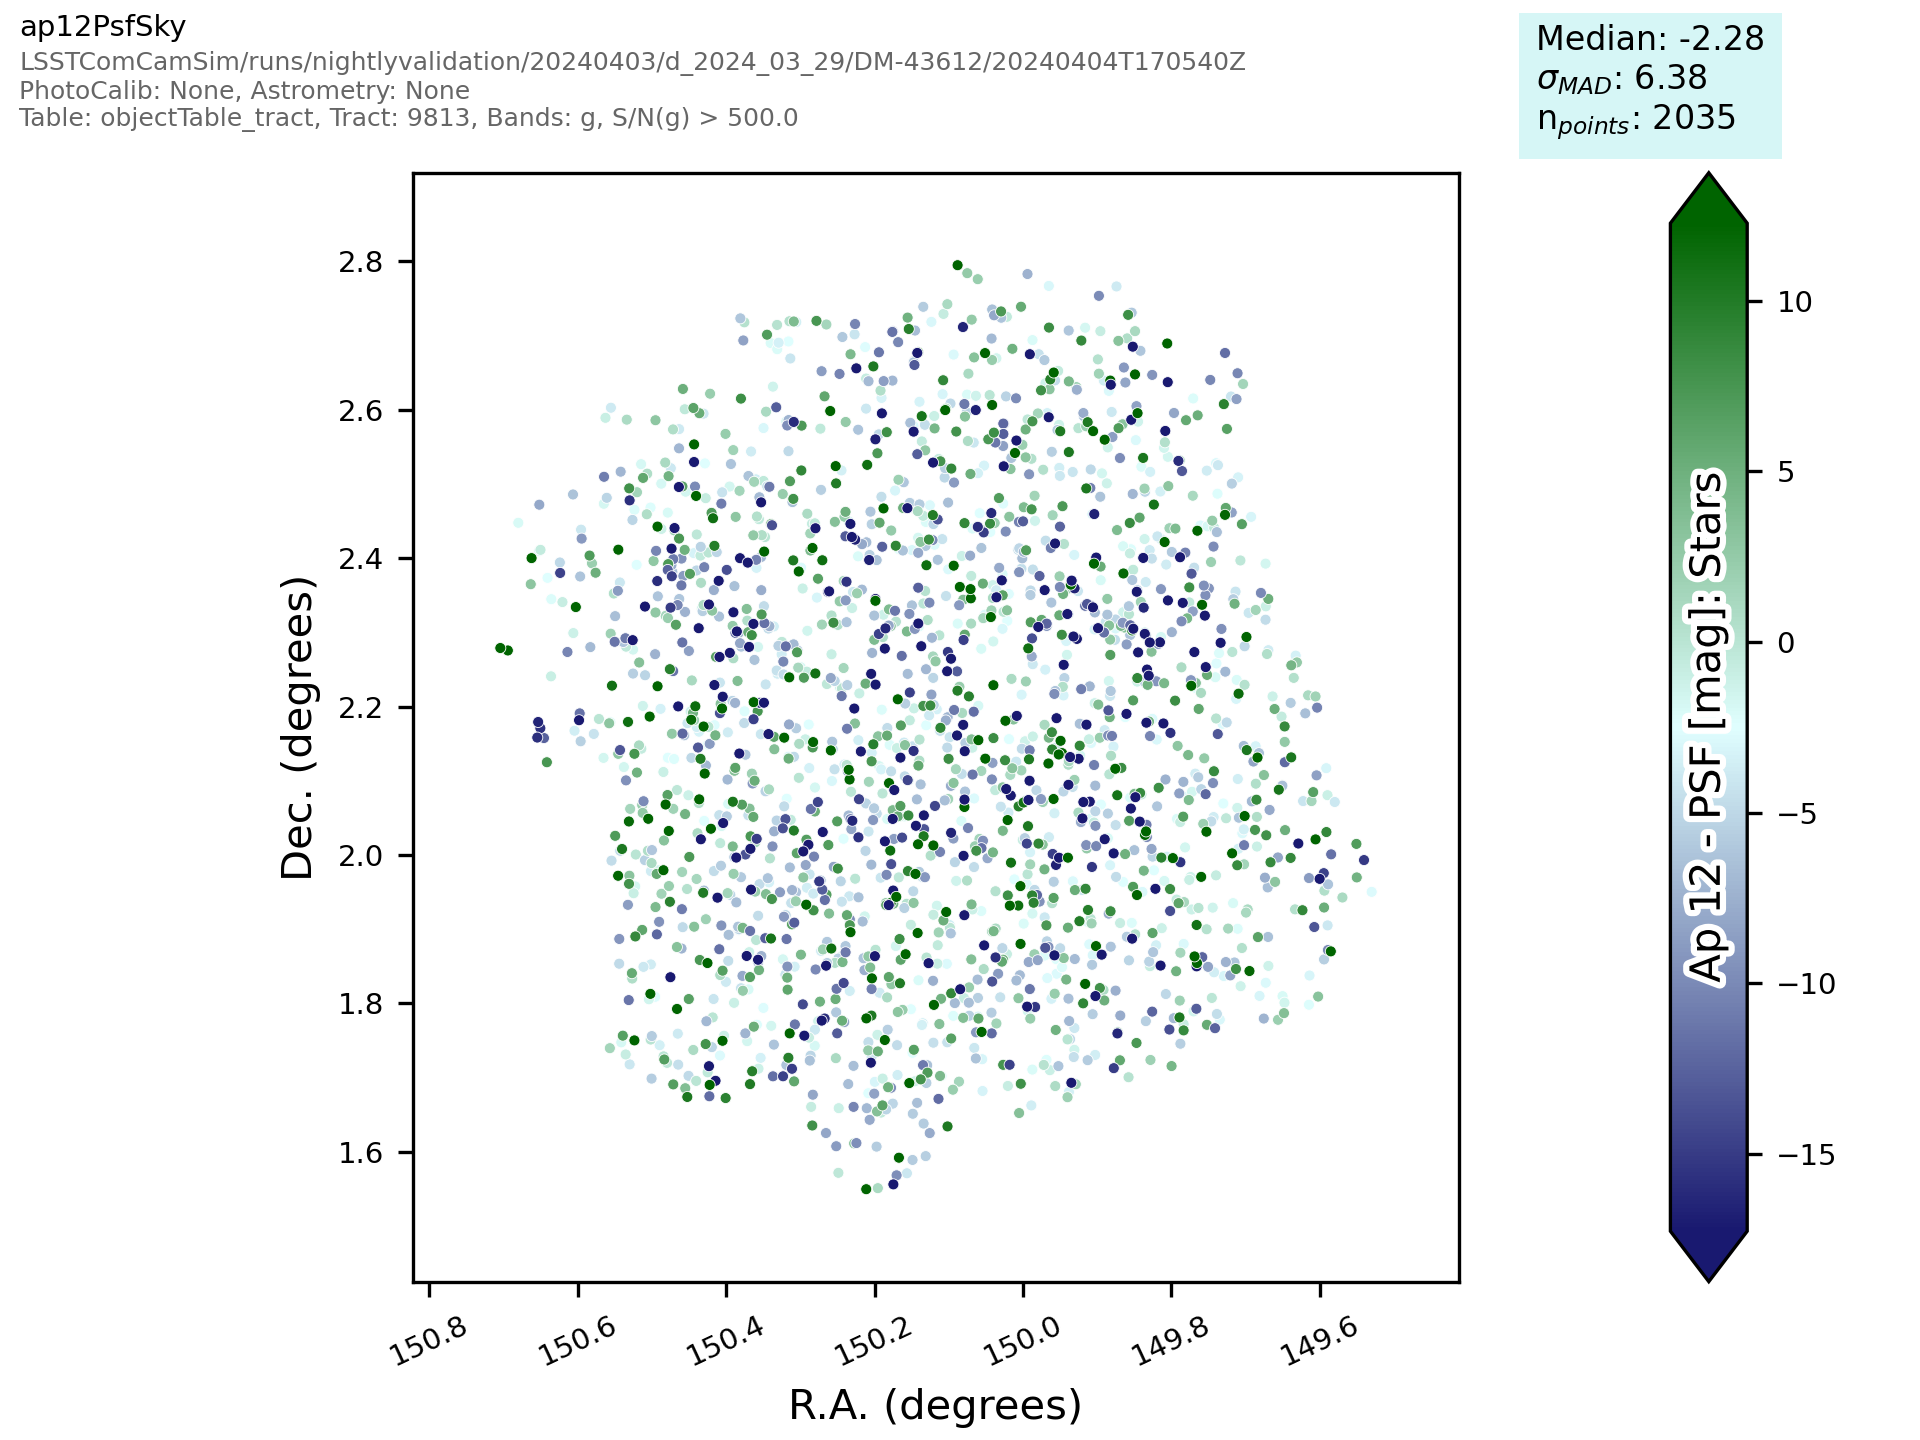 ap12PsfSky
LSSTComCamSim/runs/nightlyvalidation/20240403/d_2024_03_29/DM-43612/20240404T170540Z
PhotoCalib: None, Astrometry: None
Table: objectTable_tract, Tract: 9813, Bands: g, S/N(g) > 500.0
Median: -2.28
σMAD: 6.38
npoints: 2035
2.8
2.6
2.4
2.2
2.0
1.8
1.6
Dec. (degrees)
150.8
150.6
150.4
150.2
150.0
149.8
149.6
R.A. (degrees)
10
5
0
−5
−10
−15
Ap 12 - PSF [mag]: Stars